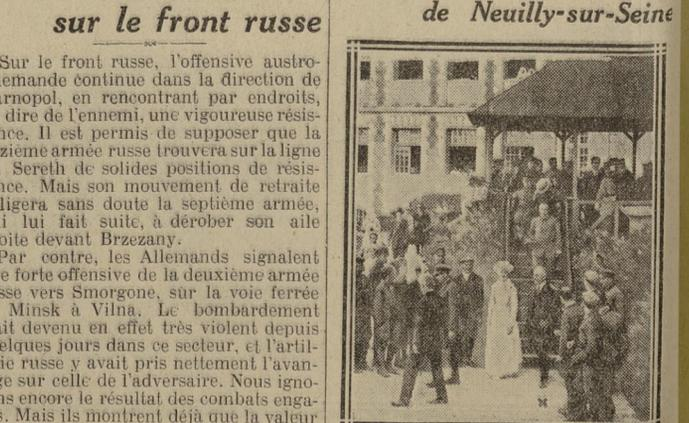 sur le front russe
Sur le front russe, l'offensive austro-
lemande continue dans la direction de
rnopol, en rencontrant par endroits,
dire de l'ennemi, une vigoureuse résis-
nce. Il est permis de supposer que la
zième armée russe trouvera sur la ligne
Sereth de solides positions de résis-
nce. Mais son mouvement de retraite
ligera sans doute la septième armée,
i lui fait suite, à dérober son aile
oite devant Brzezany.
Par contre, les Allemands signalent
e forte offensive de la deuxième armée
sse vers Smorgone, sur la voie ferrée
Minsk à Vilna. Le bombardement
ait devenu en effet très violent depuis
elques jours dans ce secteur, et l'artil-
ie russe y avait pris nettement l'avan-
ge sur celle de l'adversaire. Nous igno-
ns encore le résultat des combats enga-
s. Mais ils montrent déjà que la valeur
de Neuilly-sur-Seine